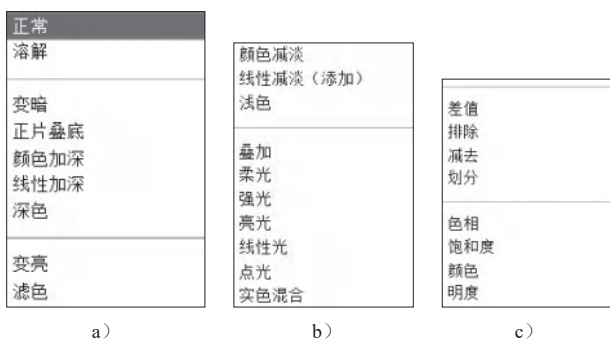 正常
溶解
变暗
正片叠底
颜色加深
线性加深
深色
变亮
滤色
a）
颜色减淡
线性减淡（添加）
浅色
叠加
柔光
强光
亮光
线性光
点光
实色混合
b）
差值
排除
减去
划分
色相
饱和度
颜色
明度
c）